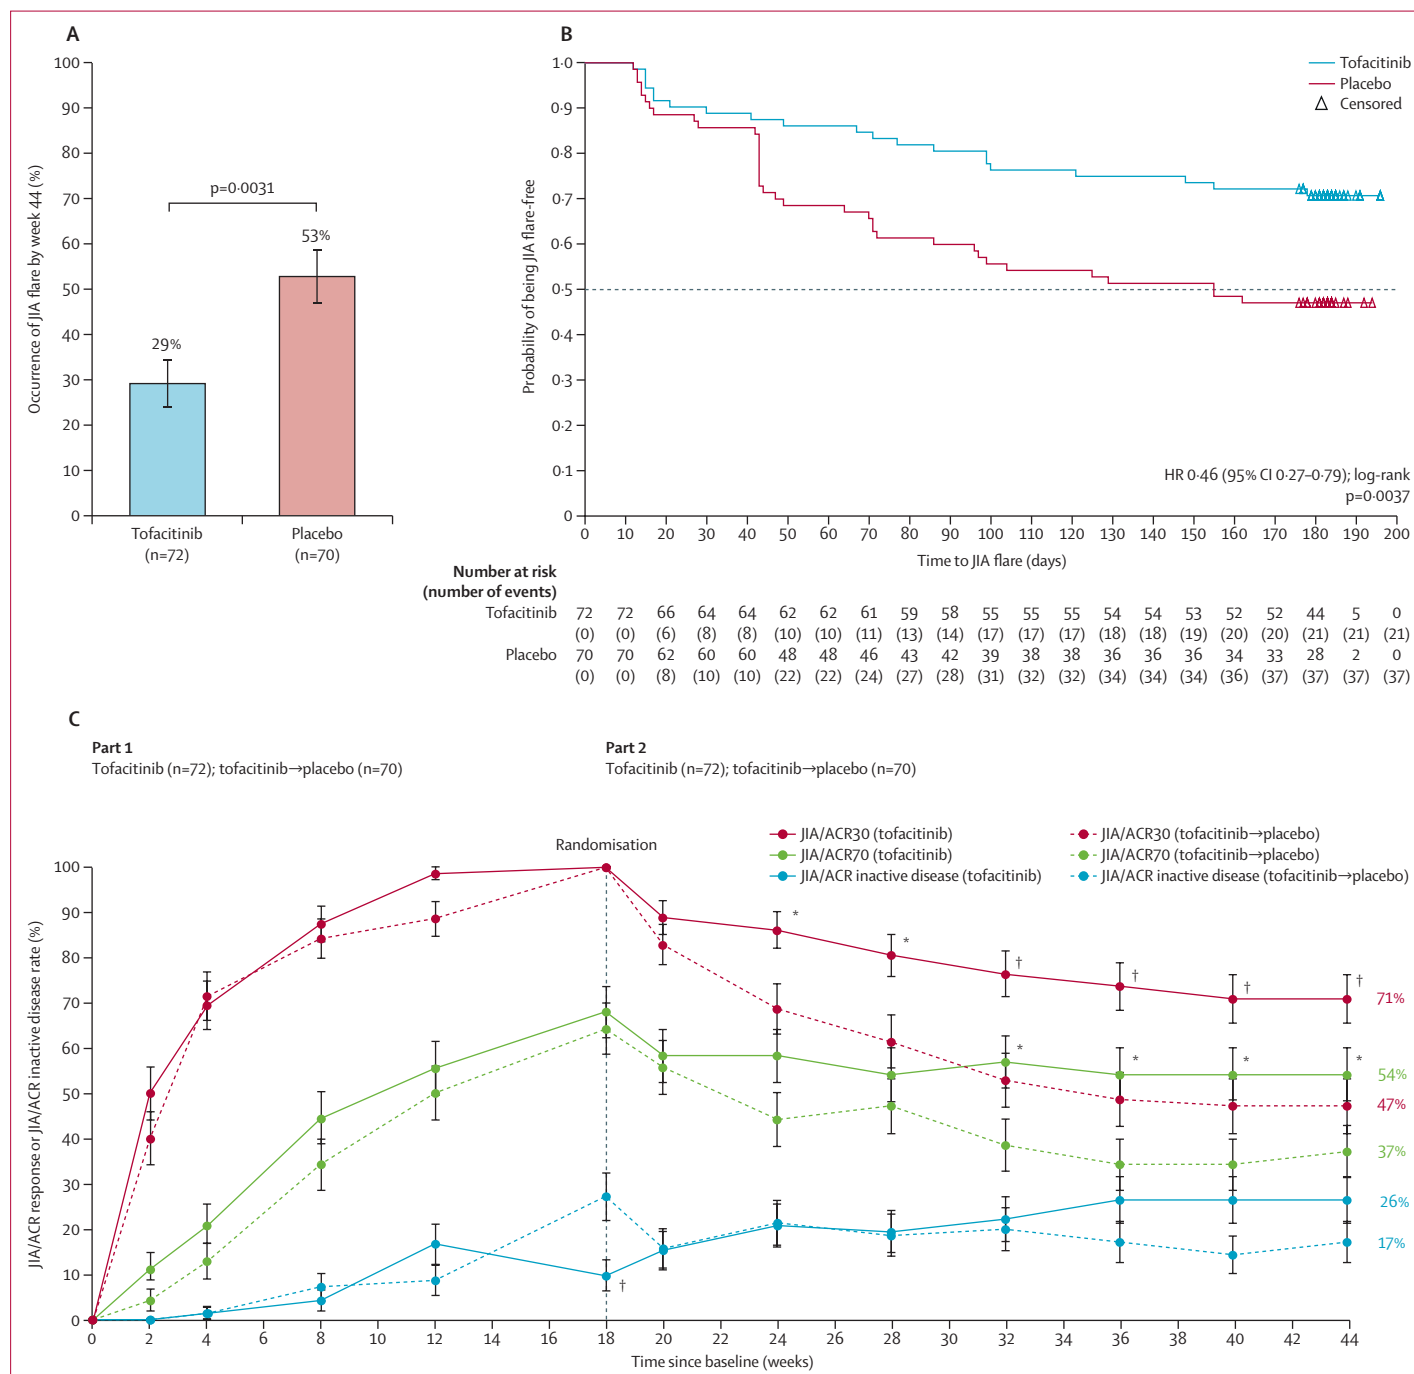 A
100
90
80
70
60
50
40
30
20
10
0
Occurrence of JIA flare by week 44 (%)
p=0·0031
29%
53%
Tofacitinib
(n=72)
Placebo
(n=70)
B
1·0
0·9
0·8
0·7
0·6
0·5
0·4
0·3
0·2
0·1
0
Probability of being JIA flare-free
Tofacitinib
Placebo
Censored
HR 0·46 (95% CI 0·27–0·79); log-rank
p=0·0037
0 10 20 30 40 50 60 70 80 90 100 110 120 130 140 150 160 170 180 190 200
Time to JIA flare (days)
Number at risk
(number of events)
Tofacitinib 72 72 66 64 64 62 62 61 59 58 55 55 55 54 54 53 52 52 44 5 0
(0) (0) (6) (8) (8) (10) (10) (11) (13) (14) (17) (17) (17) (18) (18) (19) (20) (20) (21) (21) (21)
Placebo 70 70 62 60 60 48 48 46 43 42 39 38 38 36 36 36 34 33 28 2 0
(0) (0) (8) (10) (10) (22) (22) (24) (27) (28) (31) (32) (32) (34) (34) (34) (36) (37) (37) (37) (37)
C
Part 1
Tofacitinib (n=72); tofacitinib→placebo (n=70)
Part 2
Tofacitinib (n=72); tofacitinib→placebo (n=70)
Randomisation
JIA/ACR30 (tofacitinib)
JIA/ACR70 (tofacitinib)
JIA/ACR inactive disease (tofacitinib)
JIA/ACR30 (tofacitinib→placebo)
JIA/ACR70 (tofacitinib→placebo)
JIA/ACR inactive disease (tofacitinib→placebo)
100
90
80
70
60
50
40
30
20
10
0
JIA/ACR response or JIA/ACR inactive disease rate (%)
* * † † † †
* * * *
†
71%
54%
47%
37%
26%
17%
0 2 4 6 8 10 12 14 16 18 20 22 24 26 28 30 32 34 36 38 40 42 44
Time since baseline (weeks)